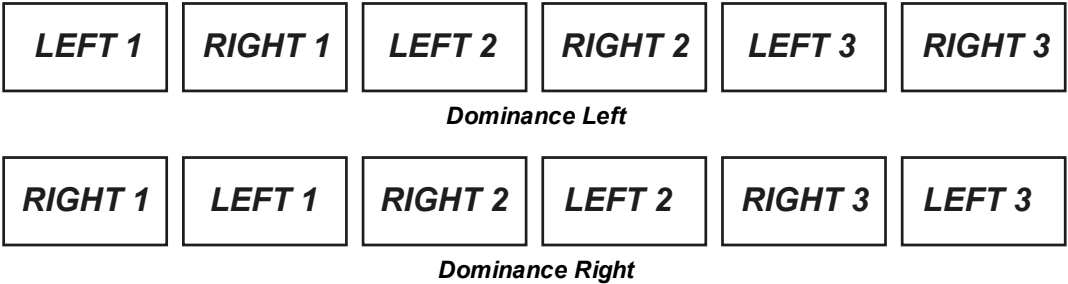 LEFT 1 RIGHT 1 LEFT 2 RIGHT 2 LEFT 3 RIGHT 3
Dominance Left
RIGHT 1 LEFT 1 RIGHT 2 LEFT 2 RIGHT 3 LEFT 3
Dominance Right